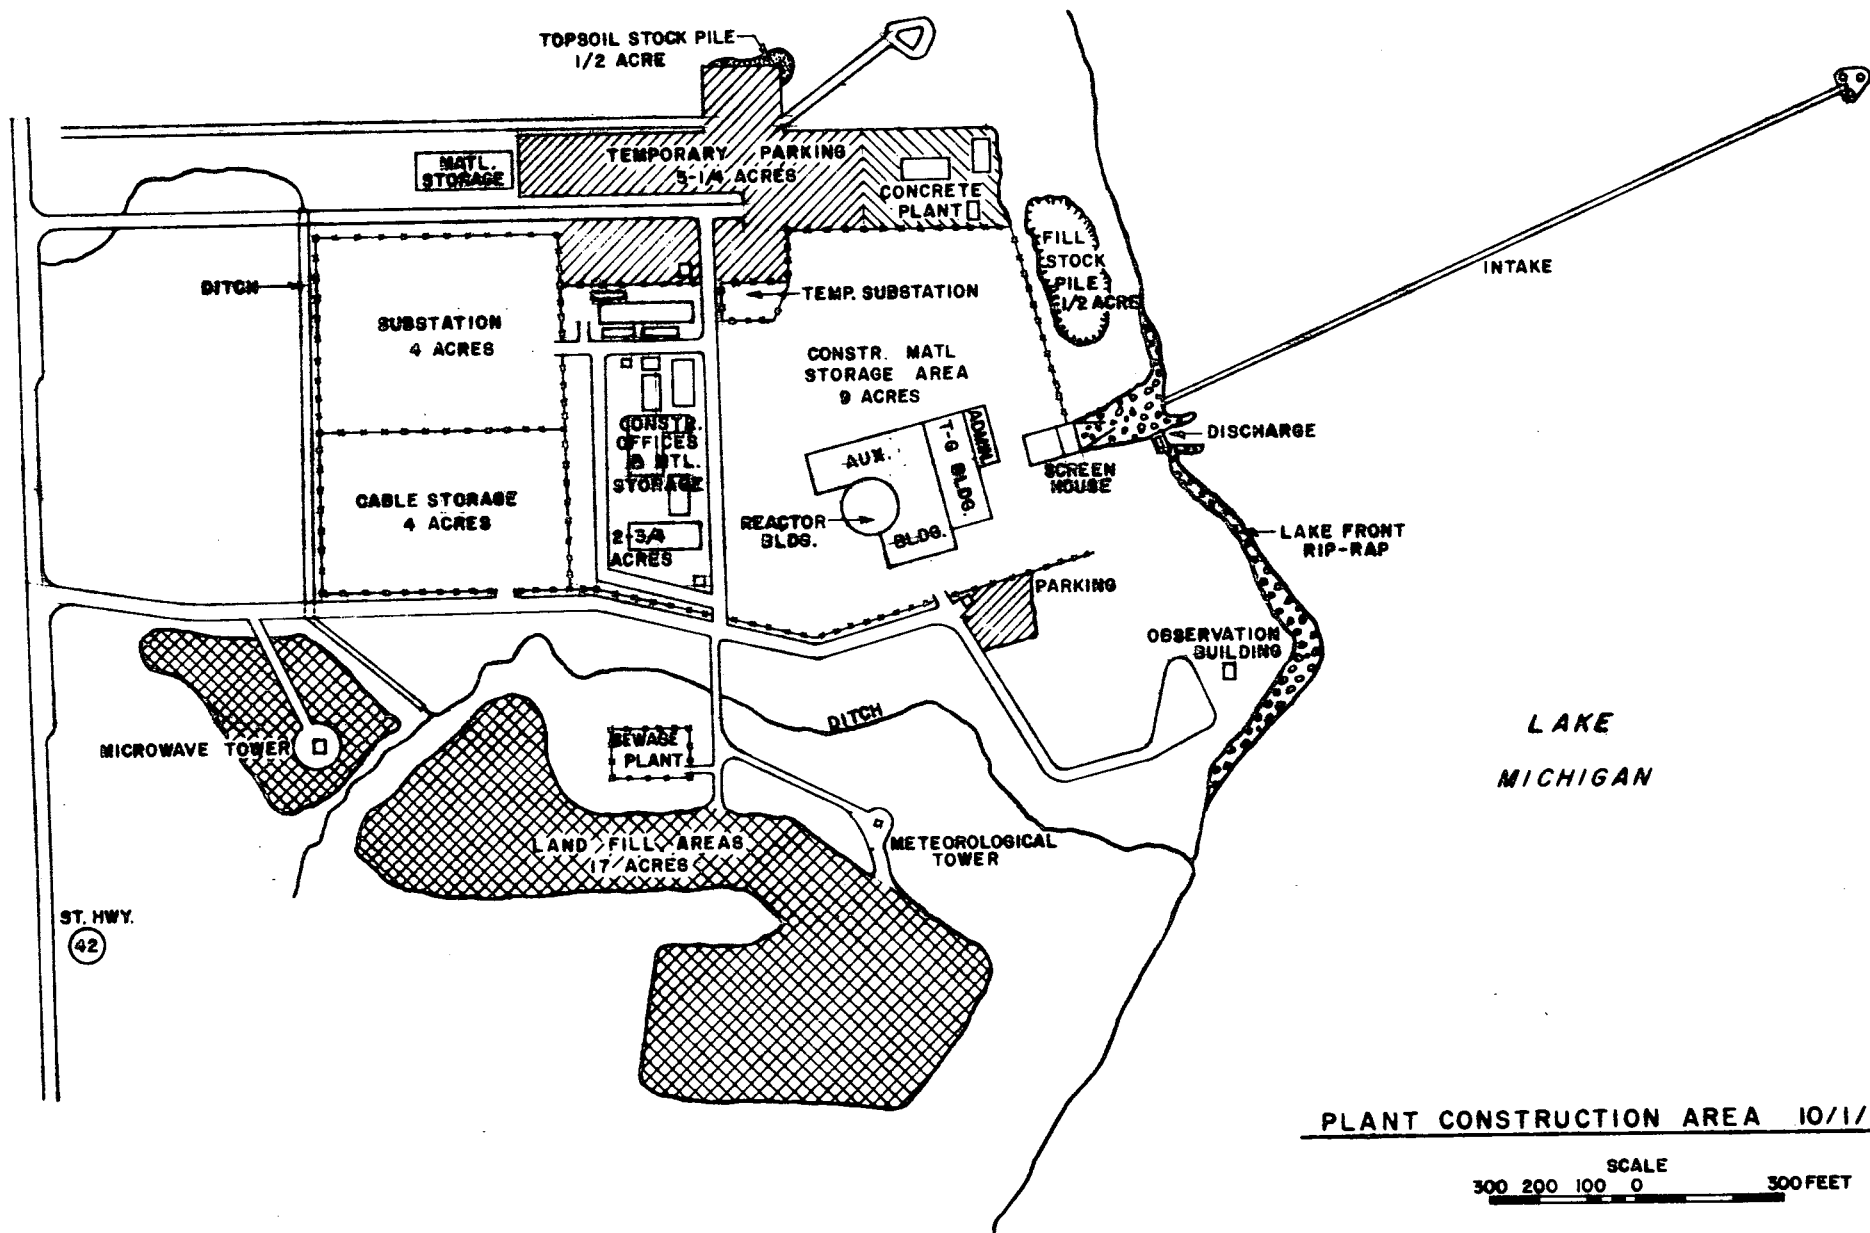 TOPSOIL STOCK PILE
1/2 ACRE
MATL.
STORAGE
TEMPORARY PARKING
5-1/4 ACRES
CONCRETE
PLANT
FILL
STOCK
PILE
1/2 ACRE
INTAKE
DITCH
TEMP. SUBSTATION
SUBSTATION
4 ACRES
CONSTR. MATL
STORAGE AREA
9 ACRES
CONSTR.
OFFICES
& MTL.
STORAGE
2-3/4
ACRES
CABLE STORAGE
4 ACRES
AUX.
BLDG.
T-G BLDG.
ADMIN.
REACTOR
BLDG.
SCREEN
HOUSE
DISCHARGE
LAKE FRONT
RIP-RAP
PARKING
OBSERVATION
BUILDING
DITCH
MICROWAVE TOWER
SEWAGE
PLANT
LAND FILL AREAS
17 ACRES
METEOROLOGICAL
TOWER
LAKE
MICHIGAN
ST. HWY.
42
PLANT CONSTRUCTION AREA 10/1/
SCALE
300 200 100 0 300 FEET